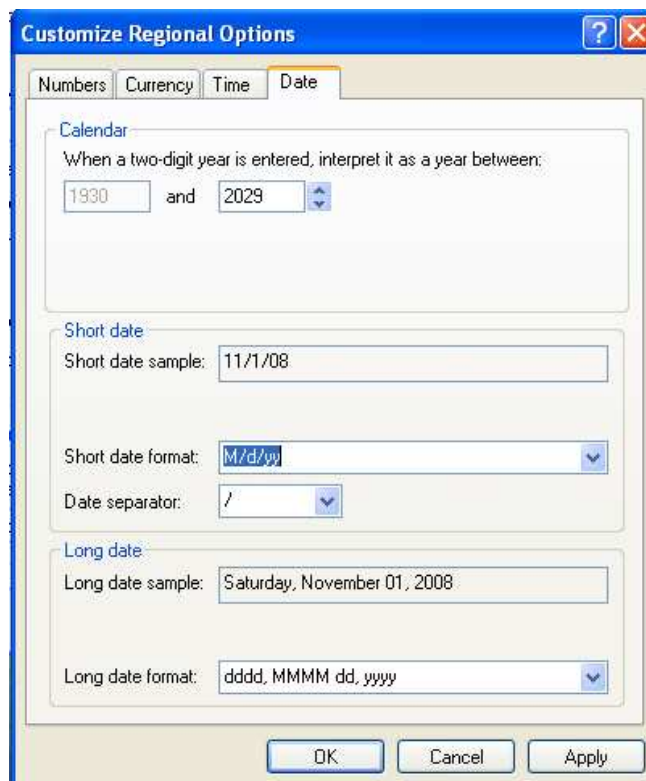 Customize Regional Options
Numbers Currency Time Date
Calendar
When a two-digit year is entered, interpret it as a year between:
1930 and 2029
Short date
Short date sample: 11/1/08
Short date format: M/d/yy
Date separator: /
Long date
Long date sample: Saturday, November 01, 2008
Long date format: dddd, MMMM dd, yyyy
OK Cancel Apply